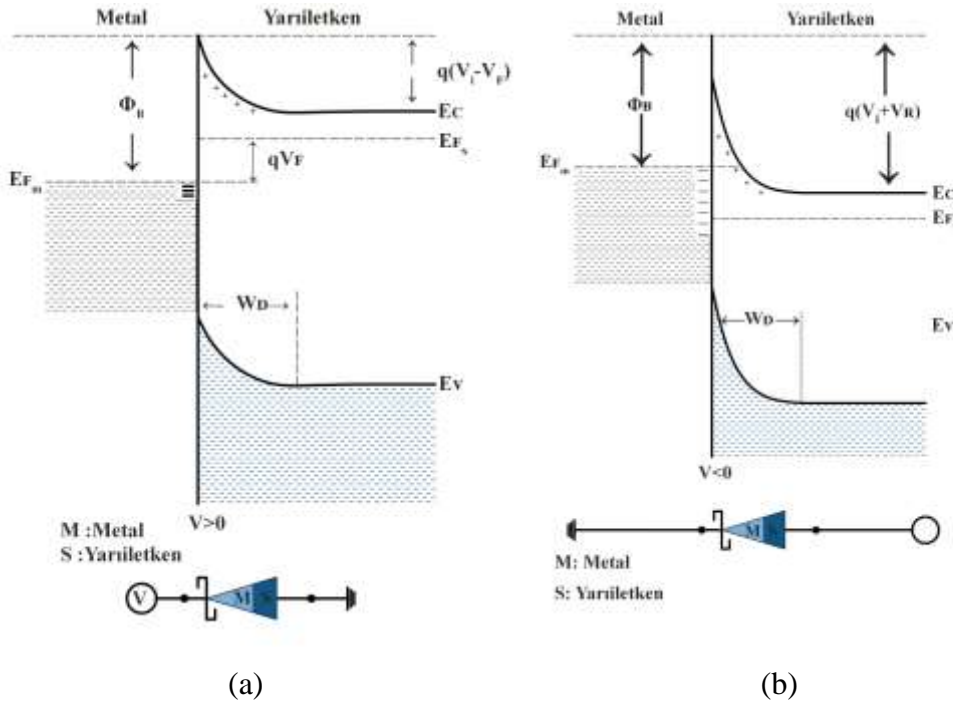 Metal Yarıiletken
q(Vi-VF)
ΦB
EC
EFs
qVF
EFm
WD
EV
V>0
M :Metal
S :Yarıiletken
V M S
(a)
Metal Yarıiletken
ΦB
q(Vi+VR)
EFm
EC
EF
WD
EV
V<0
M S
M: Metal
S: Yarıiletken
(b)